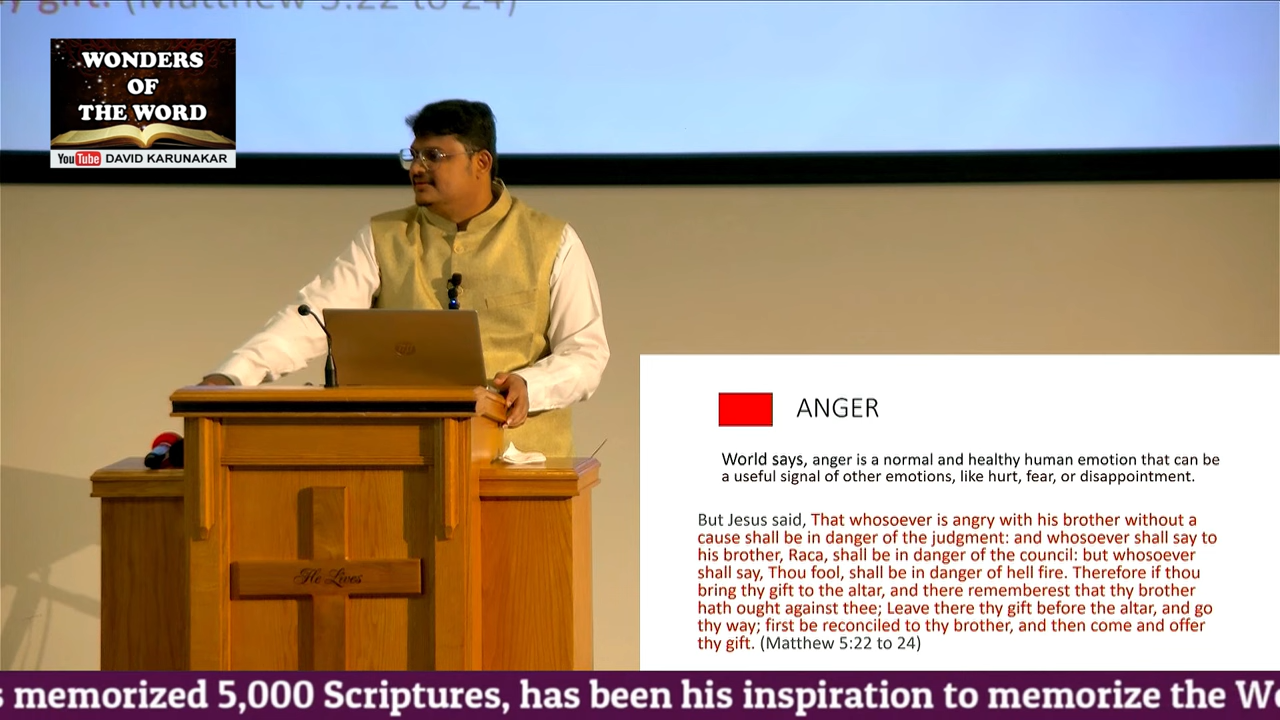 y gift. (Matthew 5:22 to 24)
WONDERS
OF
THE WORD
YouTube DAVID KARUNAKAR
ANGER
World says, anger is a normal and healthy human emotion that can be
a useful signal of other emotions, like hurt, fear, or disappointment.
But Jesus said, That whosoever is angry with his brother without a
cause shall be in danger of the judgment: and whosoever shall say to
his brother, Raca, shall be in danger of the council: but whosoever
shall say, Thou fool, shall be in danger of hell fire. Therefore if thou
bring thy gift to the altar, and there rememberest that thy brother
hath ought against thee; Leave there thy gift before the altar, and go
thy way; first be reconciled to thy brother, and then come and offer
thy gift. (Matthew 5:22 to 24)
He Lives
s memorized 5,000 Scriptures, has been his inspiration to memorize the W